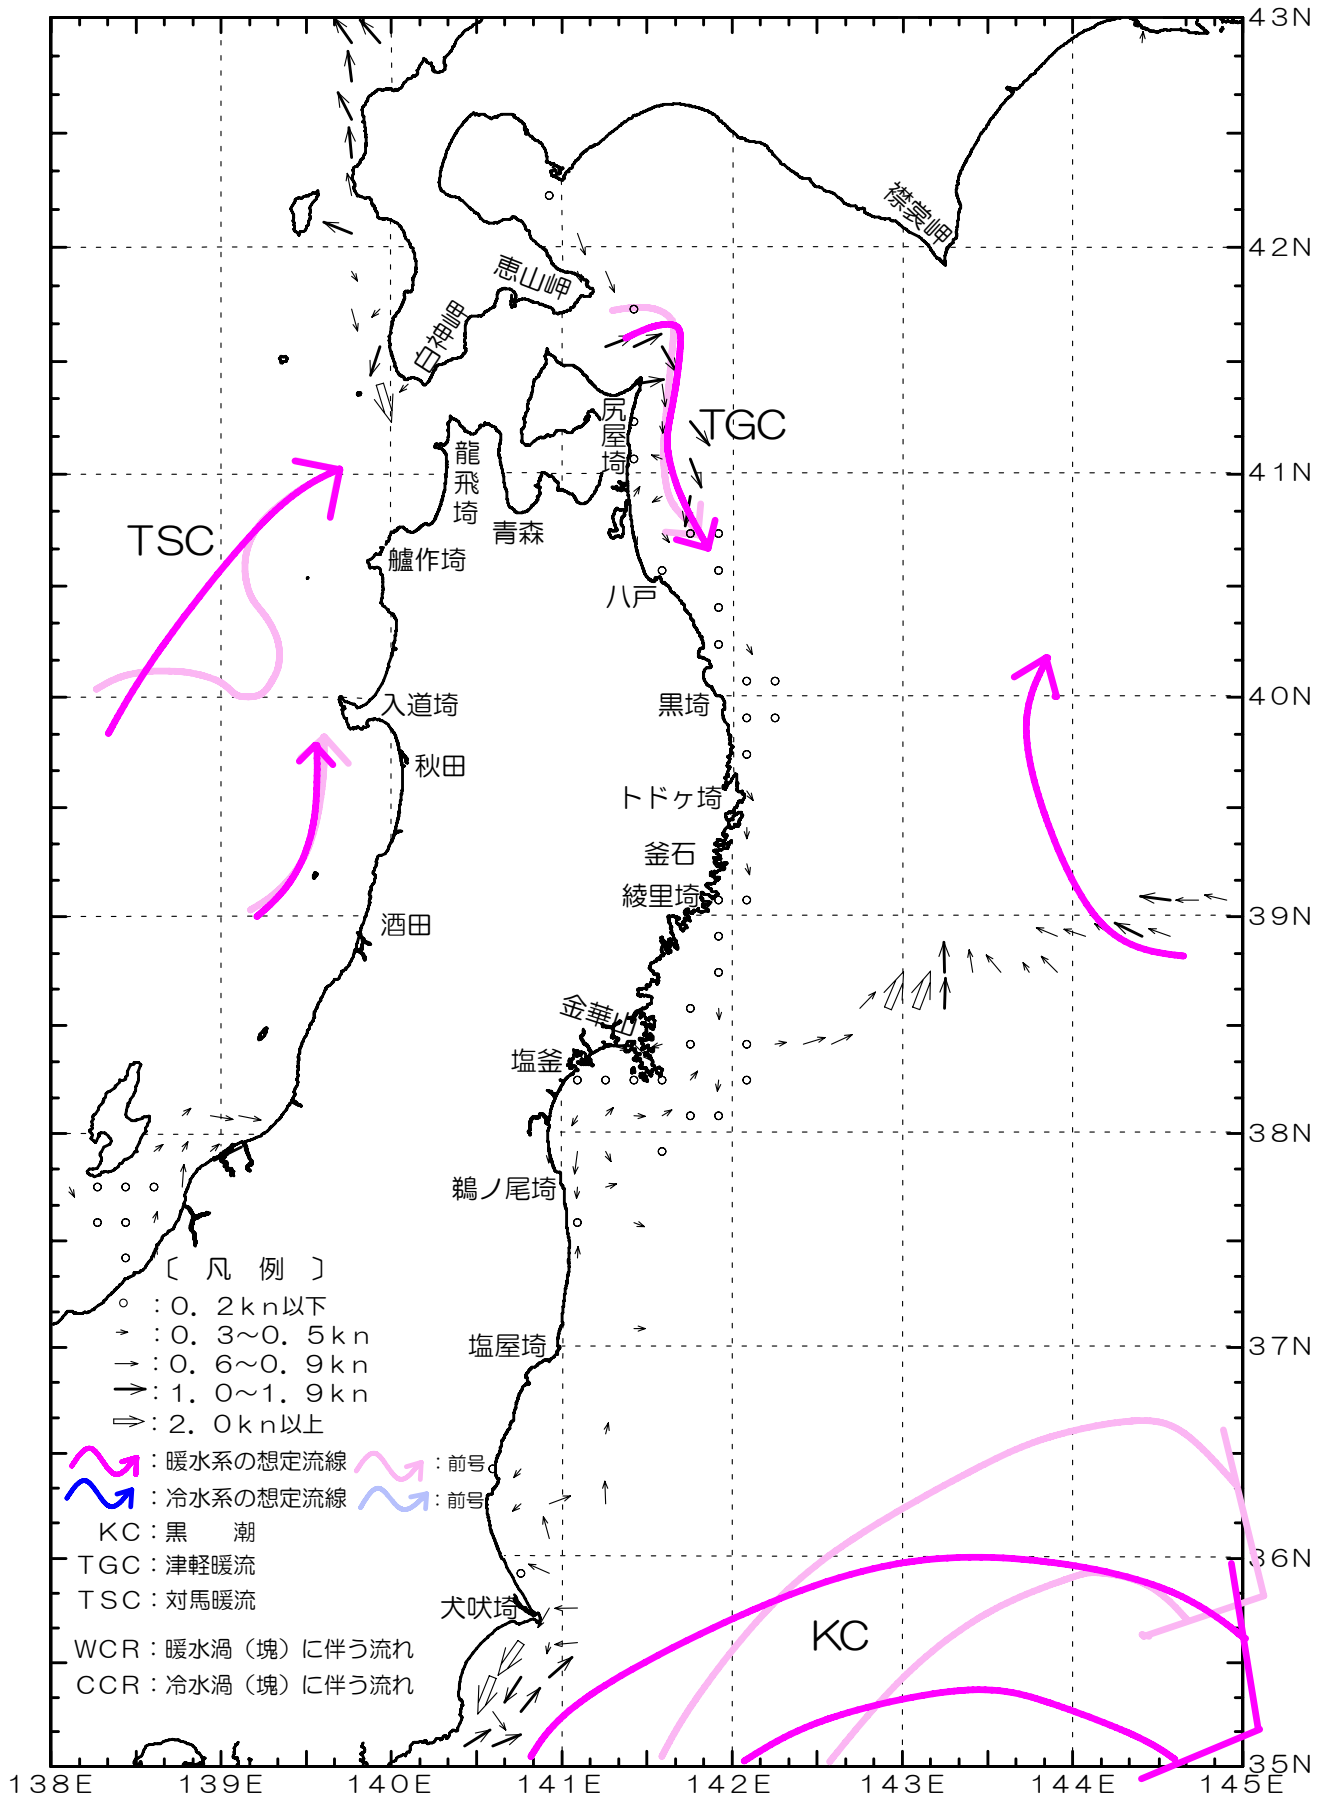 43N
襟裳岬
42N
恵山岬
白神岬
尻屋埼
TGC
龍飛埼
41N
TSC
青森
艫作埼
八戸
入道埼
黒埼
40N
秋田
トドヶ埼
釜石
綾里埼
39N
酒田
金華山
塩釜
38N
鵜ノ尾埼
〔 凡 例 〕
：0．2kn以下
：0．3～0．5kn
塩屋埼
37N
：0．6～0．9kn
：1．0～1．9kn
：2．0kn以上
：暖水系の想定流線 ：前号
：冷水系の想定流線 ：前号
KC：黒 潮
TGC：津軽暖流
36N
TSC：対馬暖流
犬吠埼
KC
WCR：暖水渦（塊）に伴う流れ
CCR：冷水渦（塊）に伴う流れ
35N
138E 139E 140E 141E 142E 143E 144E 145E